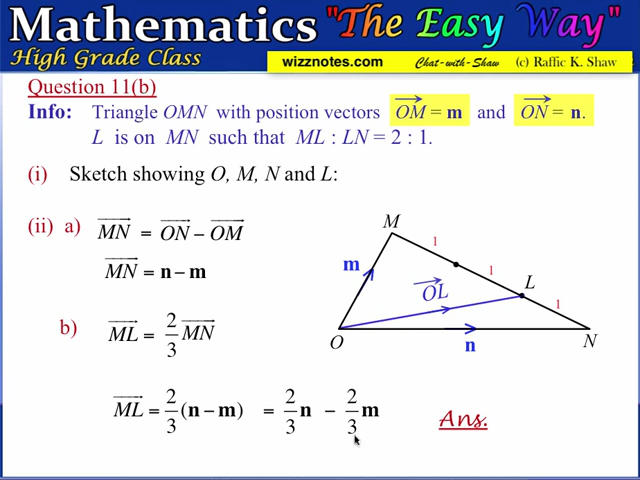 Mathematics "The Easy Way"
High Grade Class
wizznotes.com Chat-with-Shaw (c) Raffic K. Shaw
Question 11(b)
Info: Triangle OMN with position vectors OM = m and ON = n.
L is on MN such that ML : LN = 2 : 1.
(i) Sketch showing O, M, N and L:
(ii) a) MN = ON – OM
MN = n – m
b) ML = 2/3 MN
ML = 2/3 (n – m) = 2/3 n – 2/3 m
Ans.
M
1
m
1
L
OL
1
O
n
N